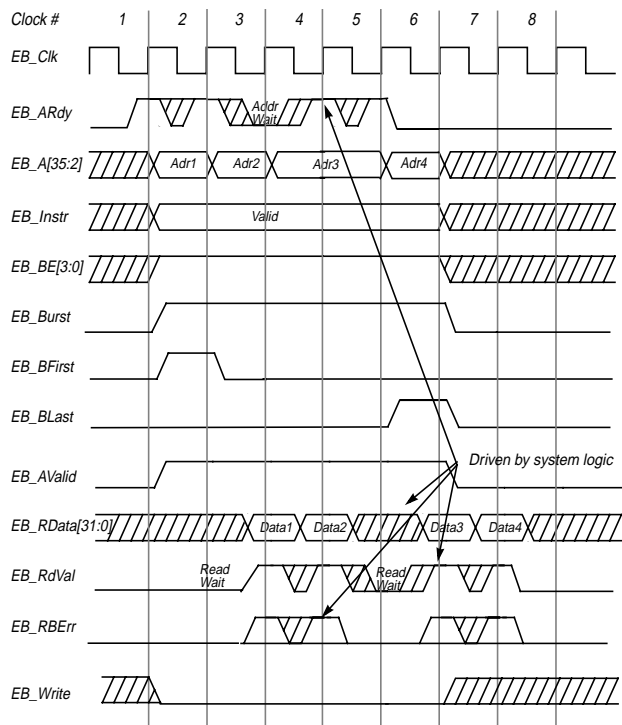 Clock # 1 2 3 4 5 6 7 8
EB_Clk
EB_ARdy
Addr
Wait
EB_A[35:2] Adr1 Adr2 Adr3 Adr4
EB_Instr Valid
EB_BE[3:0]
EB_Burst
EB_BFirst
EB_BLast
Driven by system logic
EB_AValid
EB_RData[31:0] Data1 Data2 Data3 Data4
EB_RdVal
Read
Wait
Read
Wait
EB_RBErr
EB_Write